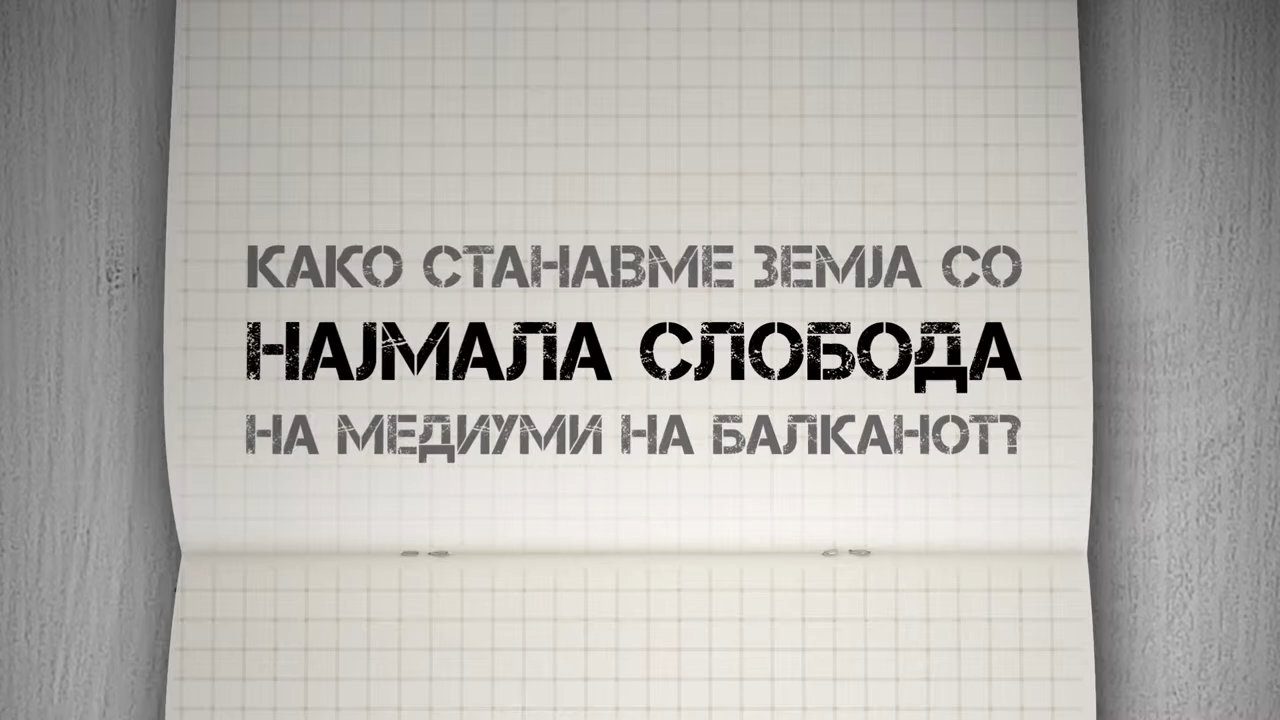 КАКО СТАНАВМЕ ЗЕМЈА СО
НАЈМАЛА СЛОБОДА
НА МЕДИУМИ НА БАЛКАНОТ?